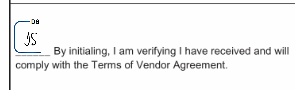 DS
JS
By initialing, I am verifying I have received and will
comply with the Terms of Vendor Agreement.